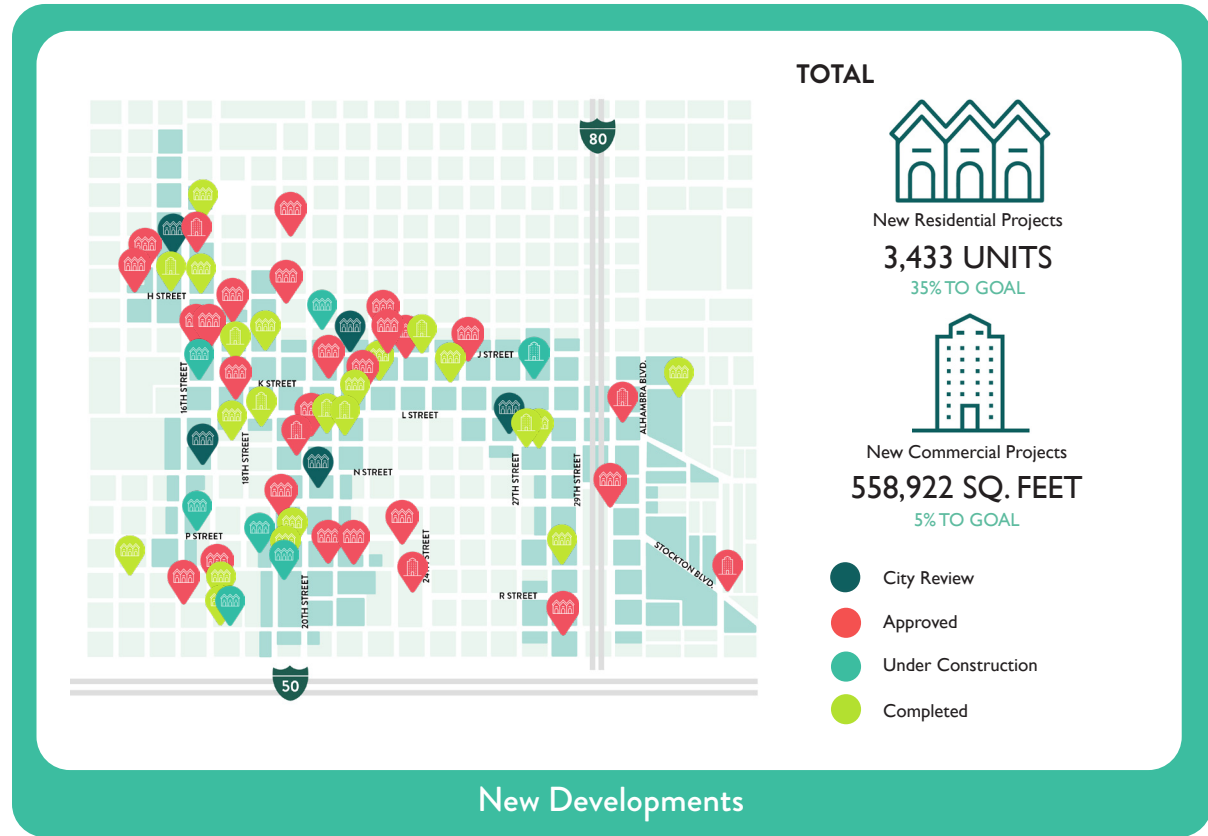 TOTAL
80
New Residential Projects
3,433 UNITS
35% TO GOAL
H STREET
J STREET
16TH STREET
K STREET
ALHAMBRA BLVD.
L STREET
New Commercial Projects
558,922 SQ. FEET
5% TO GOAL
18TH STREET
N STREET
27TH STREET
29TH STREET
P STREET
STREET
STOCKTON BLVD.
20TH STREET
R STREET
City Review
Approved
Under Construction
Completed
50
New Developments